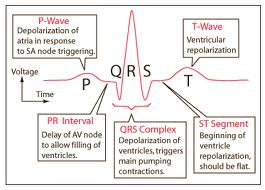 P-Wave
Depolarization of
atria in response
to SA node triggering.
T-Wave
Ventricular
repolarization
Voltage
Time
P
Q
R
S
T
PR Interval
Delay of AV node
to allow filling of
ventricles.
QRS Complex
Depolarization of
ventricles, triggers
main pumping
contractions.
ST Segment
Beginning of
ventricle
repolarization,
should be flat.